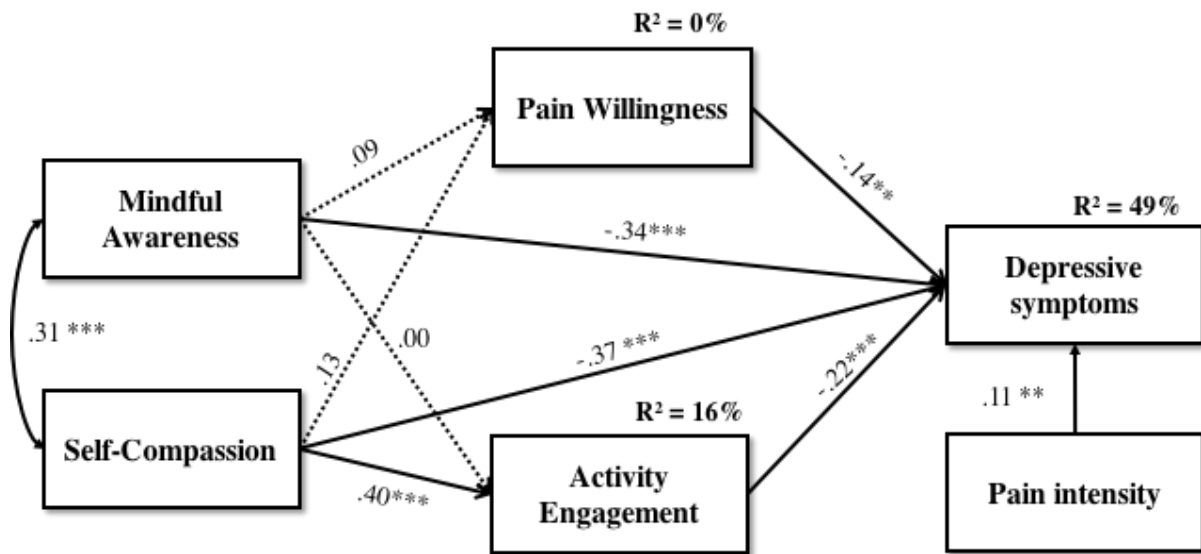 R² = 0%
Pain Willingness
.09
Mindful
Awareness
-.14**
R² = 49%
-.34***
Depressive
symptoms
.31 ***
.00
.13
-.37 ***
-.22***
R² = 16%
.11 **
Self-Compassion
.40***
Activity
Engagement
Pain intensity